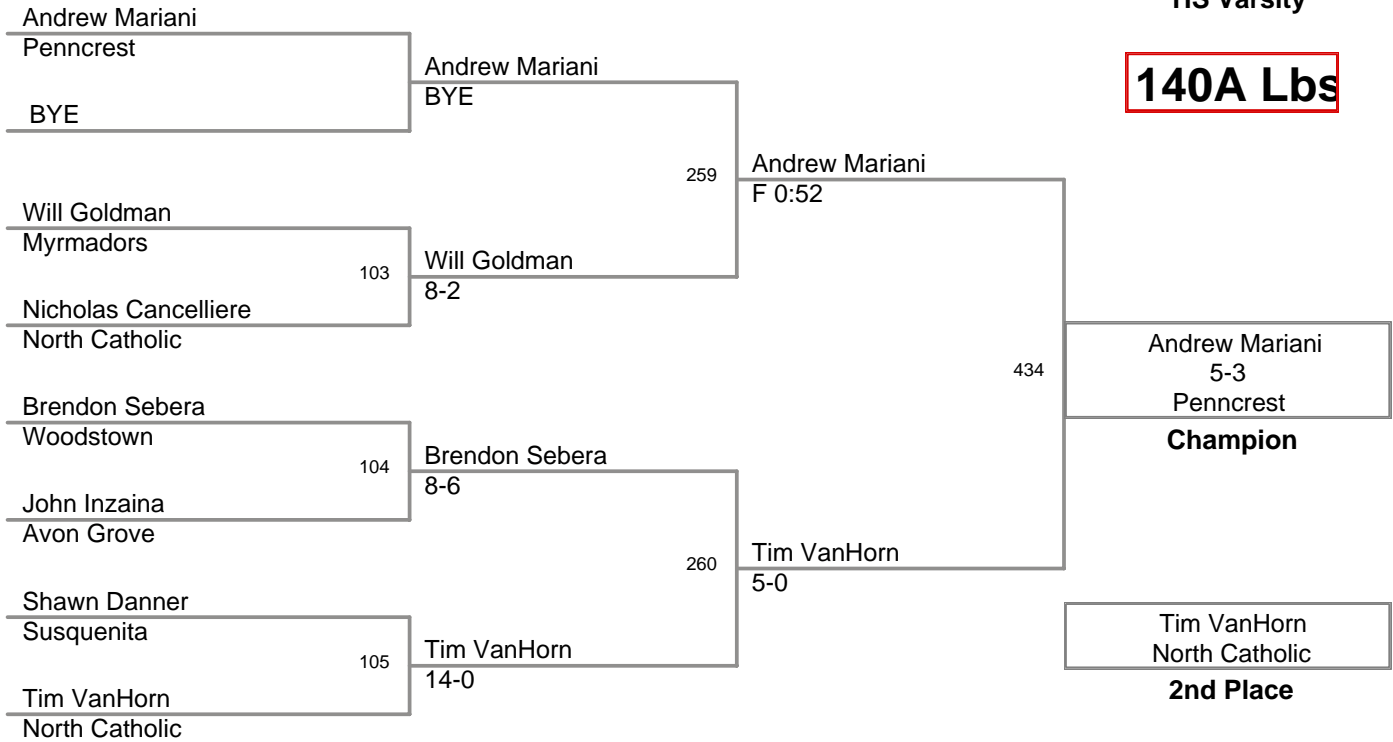 HS Varsity
140A Lbs
Andrew Mariani
Penncrest
BYE
Will Goldman
Myrmadors
103
Nicholas Cancelliere
North Catholic
Brendon Sebera
Woodstown
104
John Inzaina
Avon Grove
Shawn Danner
Susquenita
105
Tim VanHorn
North Catholic
Andrew Mariani
BYE
259
Will Goldman
8-2
Brendon Sebera
8-6
260
Tim VanHorn
14-0
Andrew Mariani
F 0:52
434
Tim VanHorn
5-0
Andrew Mariani
5-3
Penncrest
Champion
Tim VanHorn
North Catholic
2nd Place